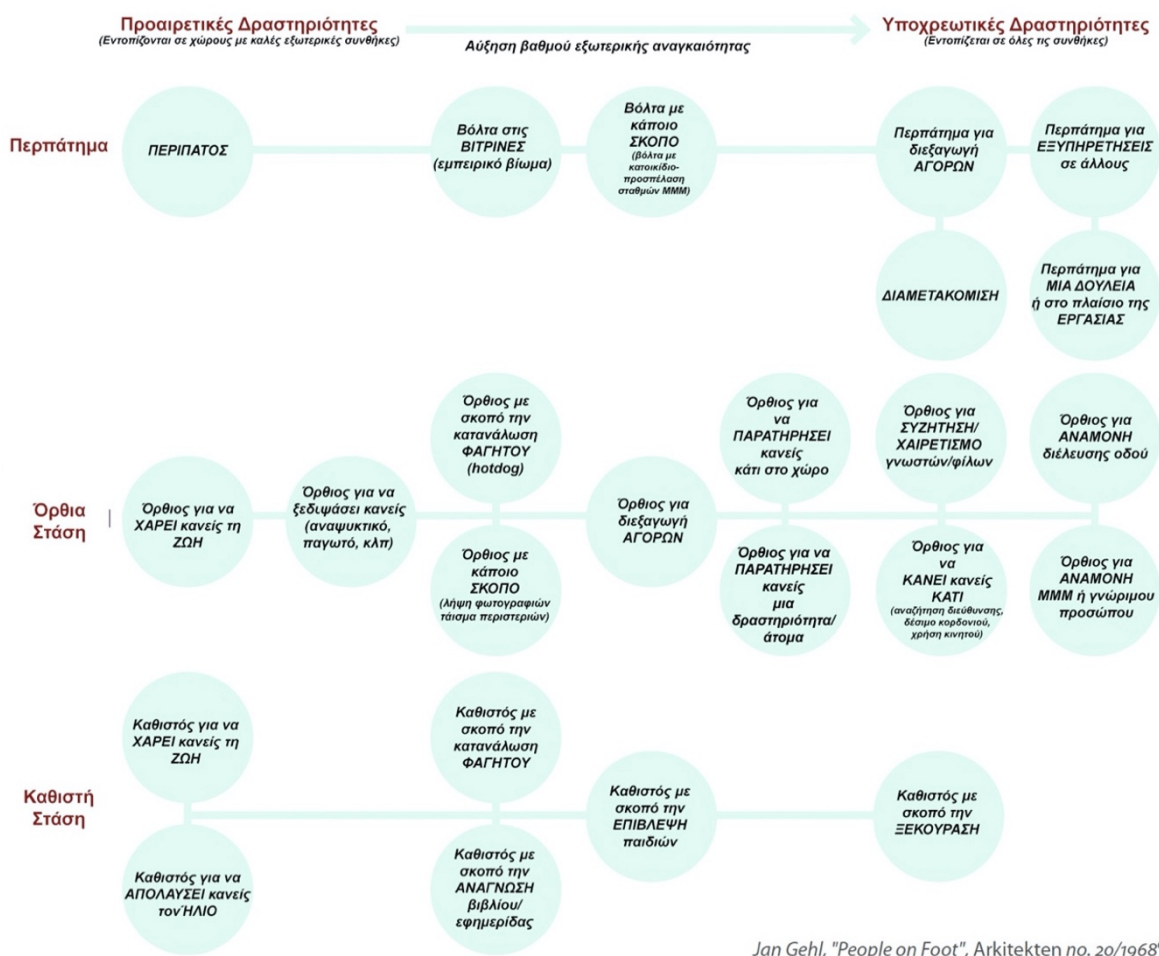 Προαιρετικές Δραστηριότητες
(Εντοπίζονται σε χώρους με καλές εξωτερικές συνθήκες)
Αύξηση βαθμού εξωτερικής αναγκαιότητας
Υποχρεωτικές Δραστηριότητες
(Εντοπίζεται σε όλες τις συνθήκες)
Περπάτημα
ΠΕΡΙΠΑΤΟΣ
Βόλτα στις
ΒΙΤΡΙΝΕΣ
(εμπειρικό βίωμα)
Βόλτα με
κάποιο
ΣΚΟΠΟ
(βόλτα με
κατοικίδιο-
προσπέλαση
σταθμών ΜΜΜ)
Περπάτημα για
διεξαγωγή
ΑΓΟΡΩΝ
Περπάτημα για
ΕΞΥΠΗΡΕΤΗΣΕΙΣ
σε άλλους
ΔΙΑΜΕΤΑΚΟΜΙΣΗ
Περπάτημα για
ΜΙΑ ΔΟΥΛΕΙΑ
ή στο πλαίσιο της
ΕΡΓΑΣΙΑΣ
Όρθια
Στάση
Όρθιος για να
ΧΑΡΕΙ κανείς τη
ΖΩΗ
Όρθιος για να
ξεδιψάσει κανείς
(αναψυκτικό,
παγωτό, κλπ)
Όρθιος με
σκοπό την
κατανάλωση
ΦΑΓΗΤΟΥ
(hotdog)
Όρθιος με
κάποιο
ΣΚΟΠΟ
(λήψη φωτογραφιών
τάισμα περιστεριών)
Όρθιος για
διεξαγωγή
ΑΓΟΡΩΝ
Όρθιος για
να
ΠΑΡΑΤΗΡΗΣΕΙ
κανείς
κάτι στο χώρο
Όρθιος για να
ΠΑΡΑΤΗΡΗΣΕΙ
κανείς
μια
δραστηριότητα/
άτομα
Όρθιος για
ΣΥΖΗΤΗΣΗ/
ΧΑΙΡΕΤΙΣΜΟ
γνωστών/φίλων
Όρθιος για
να
ΚΑΝΕΙ κανείς
ΚΑΤΙ
(αναζήτηση διεύθυνσης,
δέσιμο κορδονιού,
χρήση κινητού)
Όρθιος για
ΑΝΑΜΟΝΗ
διέλευσης οδού
Όρθιος για
ΑΝΑΜΟΝΗ
ΜΜΜ ή γνώριμου
προσώπου
Καθιστή
Στάση
Καθιστός για να
ΧΑΡΕΙ κανείς τη
ΖΩΗ
Καθιστός για να
ΑΠΟΛΑΥΣΕΙ κανείς
τον ΉΛΙΟ
Καθιστός με
σκοπό την
κατανάλωση
ΦΑΓΗΤΟΥ
Καθιστός με
σκοπό την
ΑΝΑΓΝΩΣΗ
βιβλίου/
εφημερίδας
Καθιστός με
σκοπό την
ΕΠΙΒΛΕΨΗ
παιδιών
Καθιστός με
σκοπό την
ΞΕΚΟΥΡΑΣΗ
Jan Gehl, "People on Foot", Arkitekten no. 20/1968